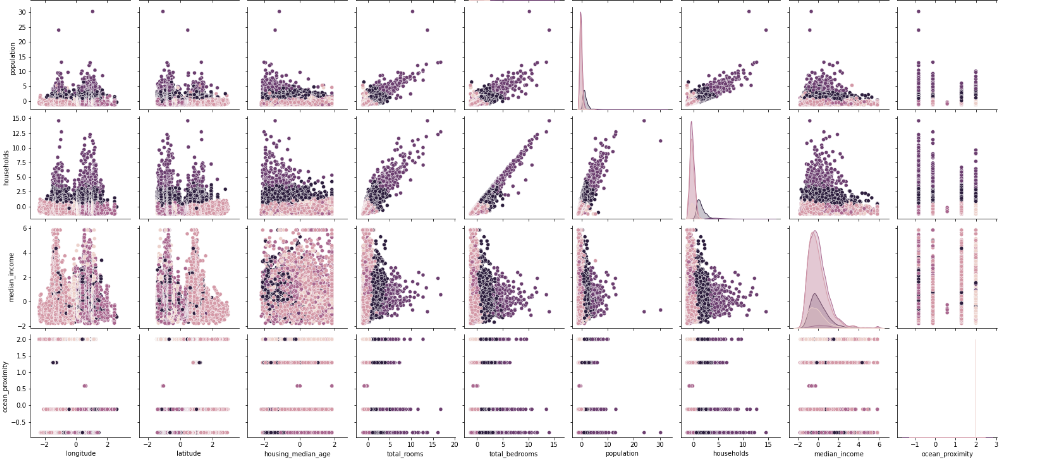 30
25
20
15
10
5
0
population
15.0
12.5
10.0
7.5
5.0
2.5
0.0
households
6
4
2
0
−2
median_income
2.0
1.5
1.0
0.5
0.0
−0.5
ocean_proximity
−2 0 2
longitude
−2 0 2
latitude
−2 0 2
housing_median_age
0 5 10 15 20
total_rooms
0 5 10 15
total_bedrooms
0 10 20 30
population
0 5 10 15
households
−2 0 2 4 6
median_income
−1 0 1 2 3
ocean_proximity